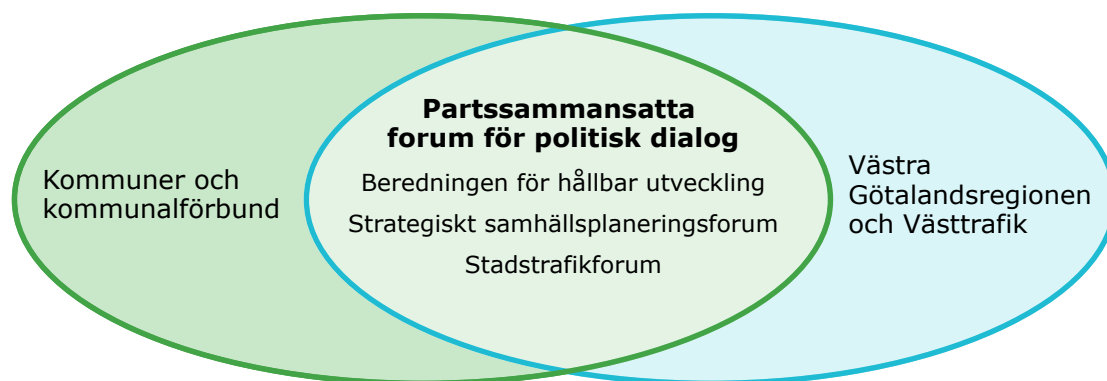 Kommuner och
kommunalförbund
Partssammansatta
forum för politisk dialog
Beredningen för hållbar utveckling
Strategiskt samhällsplaneringsforum
Stadstrafikforum
Västra
Götalandsregionen
och Västtrafik